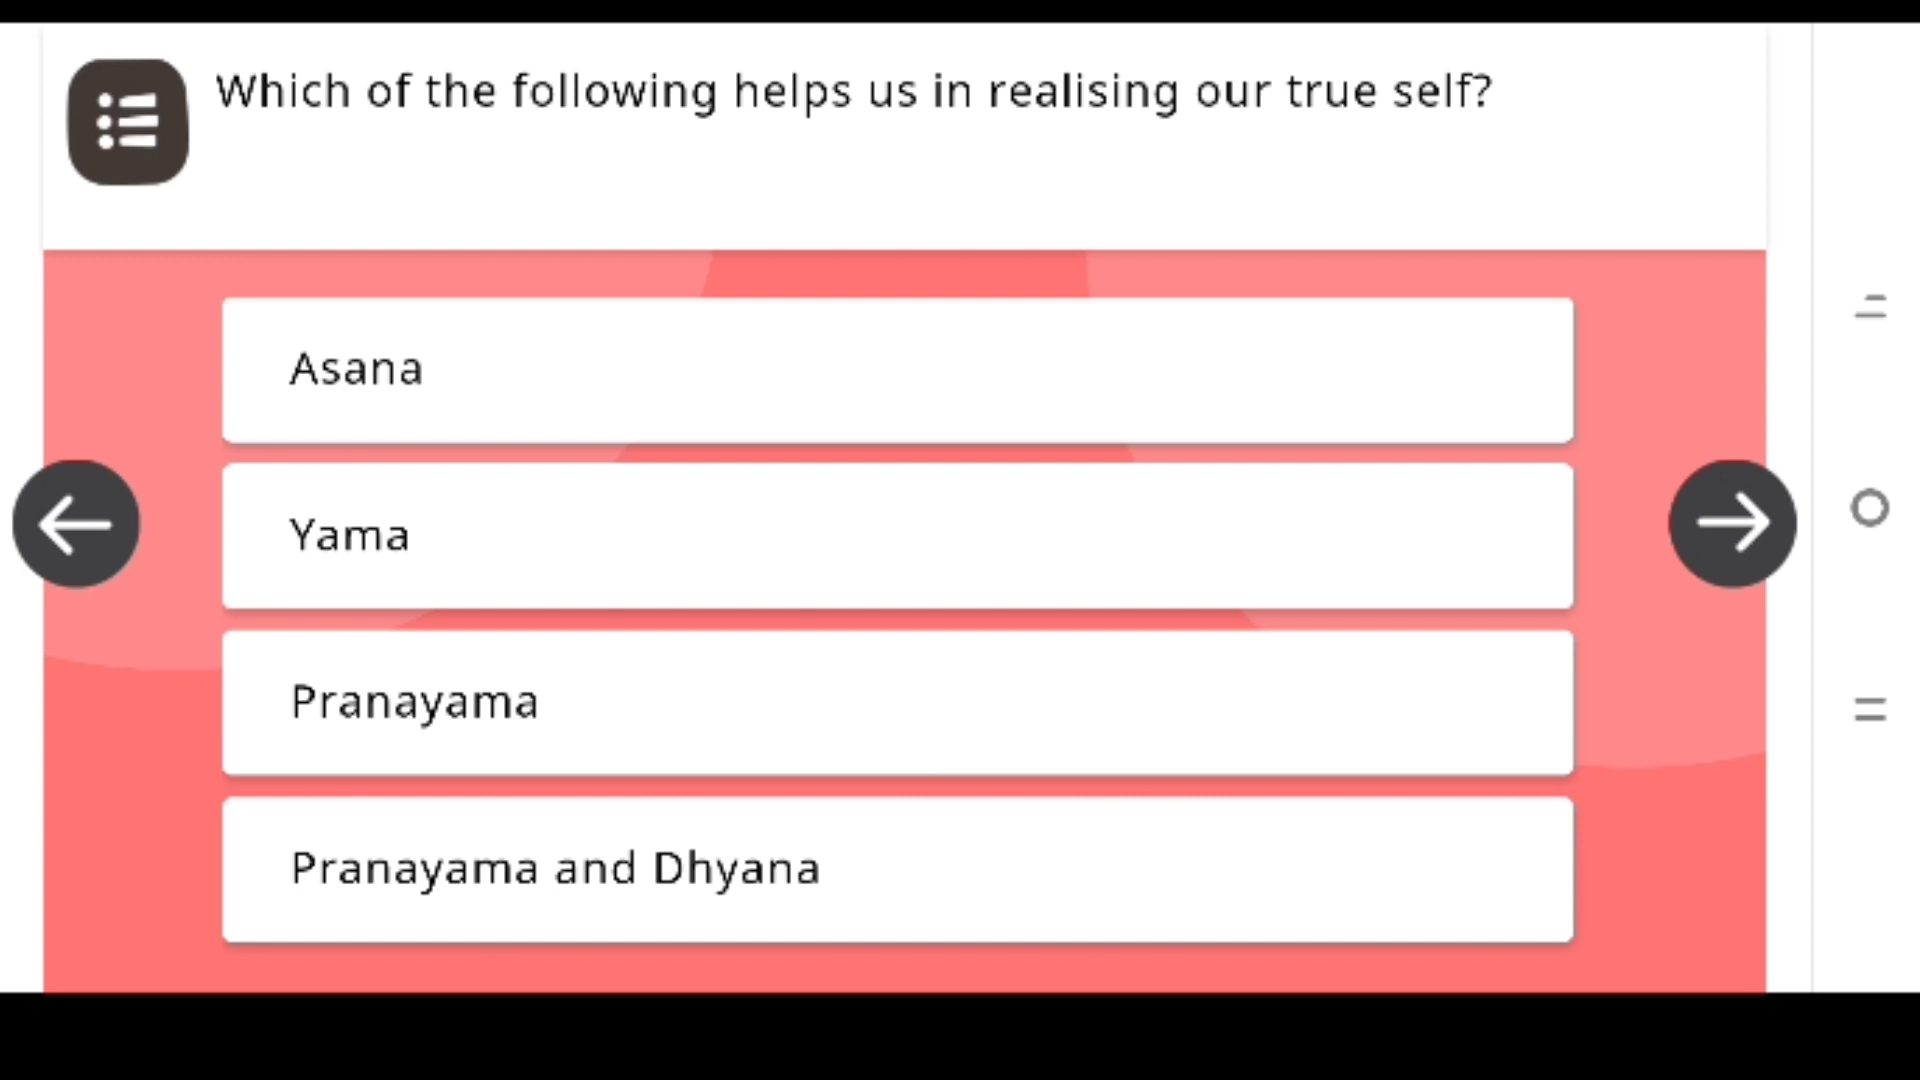 Which of the following helps us in realising our true self?
Asana
Yama
Pranayama
Pranayama and Dhyana